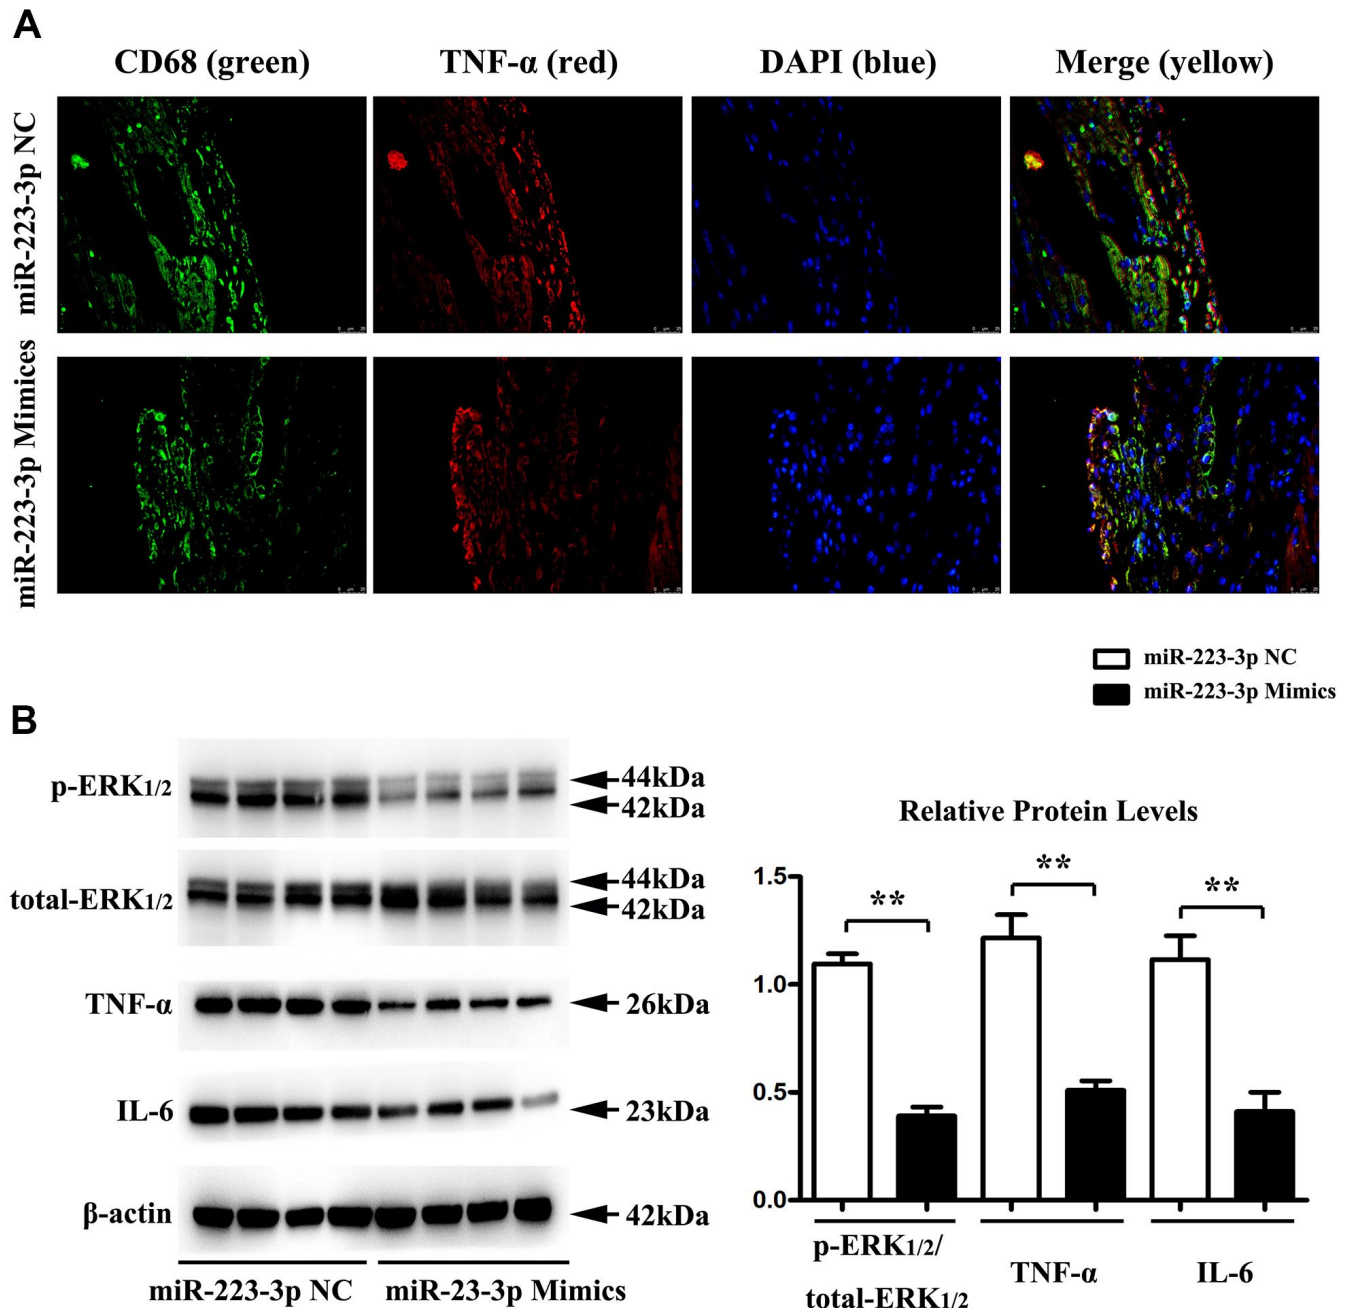 A
CD68 (green) TNF-α (red) DAPI (blue) Merge (yellow)
miR-223-3p NC
miR-223-3p Mimices
miR-223-3p NC
miR-223-3p Mimics
B
p-ERK1/2
44kDa
42kDa
total-ERK1/2
44kDa
42kDa
TNF-α
26kDa
IL-6
23kDa
β-actin
42kDa
miR-223-3p NC miR-23-3p Mimics
Relative Protein Levels
1.5
1.0
0.5
0.0
**
**
**
p-ERK1/2/
total-ERK1/2
TNF-α
IL-6